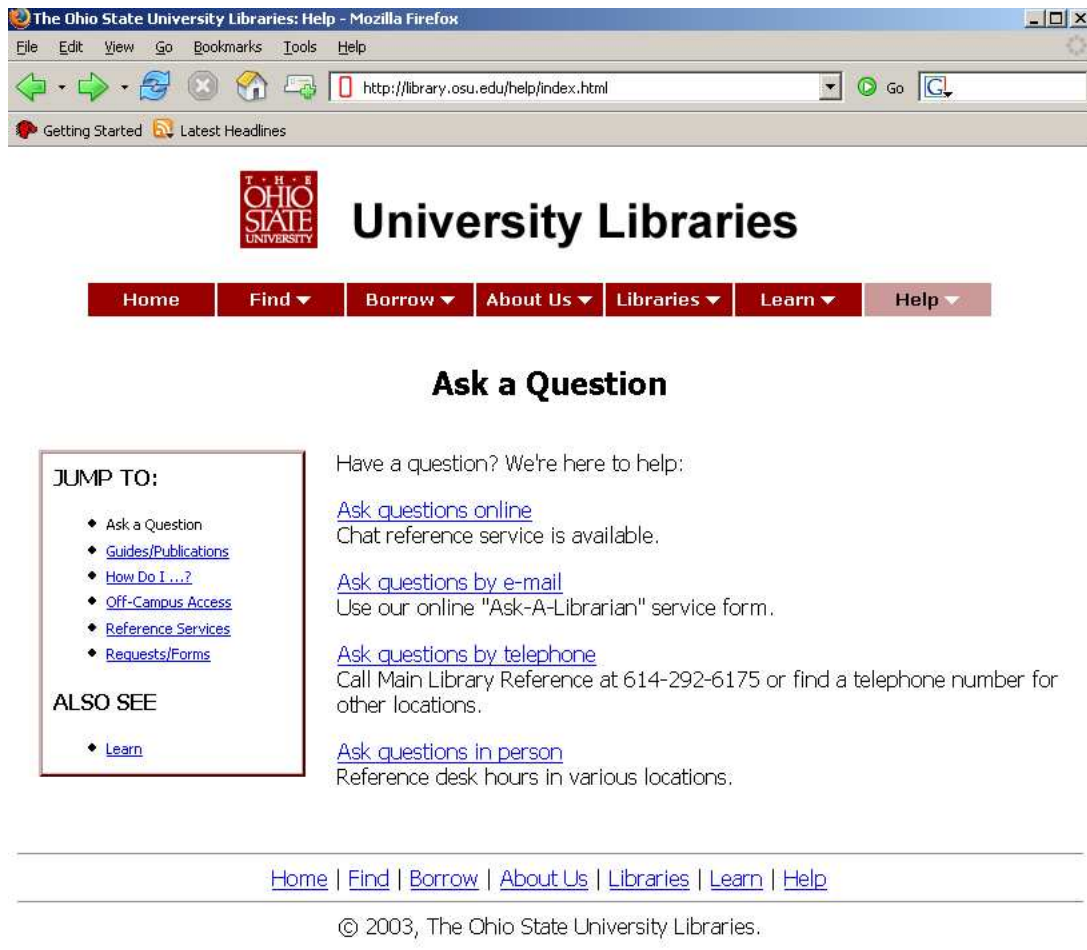 The Ohio State University Libraries: Help - Mozilla Firefox
File Edit View Go Bookmarks Tools Help
http://library.osu.edu/help/index.html Go G
Getting Started Latest Headlines
T · H · E
OHIO
STATE
UNIVERSITY
University Libraries
Home Find Borrow About Us Libraries Learn Help
Ask a Question
JUMP TO:
Ask a Question
Guides/Publications
How Do I ...?
Off-Campus Access
Reference Services
Requests/Forms
ALSO SEE
Learn
Have a question? We're here to help:
Ask questions online
Chat reference service is available.
Ask questions by e-mail
Use our online "Ask-A-Librarian" service form.
Ask questions by telephone
Call Main Library Reference at 614-292-6175 or find a telephone number for
other locations.
Ask questions in person
Reference desk hours in various locations.
Home | Find | Borrow | About Us | Libraries | Learn | Help
© 2003, The Ohio State University Libraries.